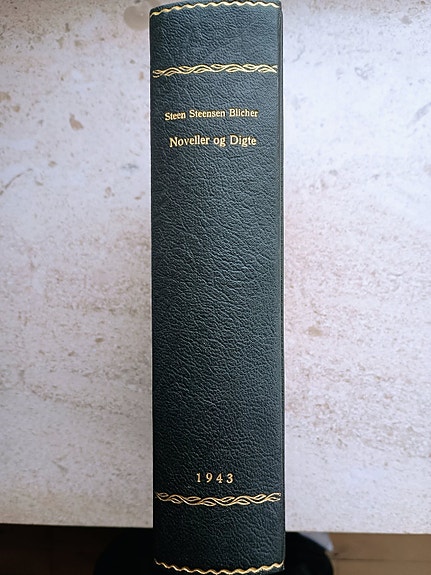 Steen Steensen Blicher
Noveller og Digte
1943